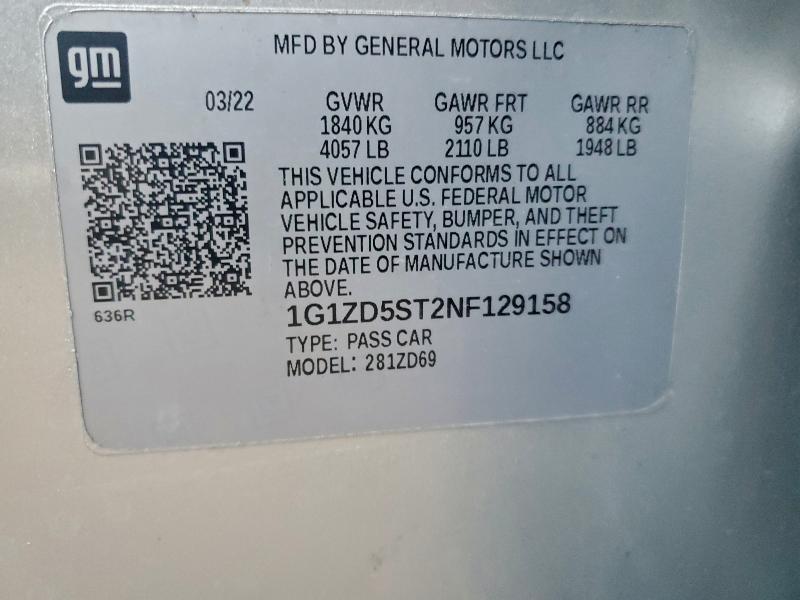 gm
MFD BY GENERAL MOTORS LLC
03/22 GVWR GAWR FRT GAWR RR
1840 KG 957 KG 884 KG
4057 LB 2110 LB 1948 LB
THIS VEHICLE CONFORMS TO ALL
APPLICABLE U.S. FEDERAL MOTOR
VEHICLE SAFETY, BUMPER, AND THEFT
PREVENTION STANDARDS IN EFFECT ON
THE DATE OF MANUFACTURE SHOWN
ABOVE.
636R
1G1ZD5ST2NF129158
TYPE: PASS CAR
MODEL: 281ZD69